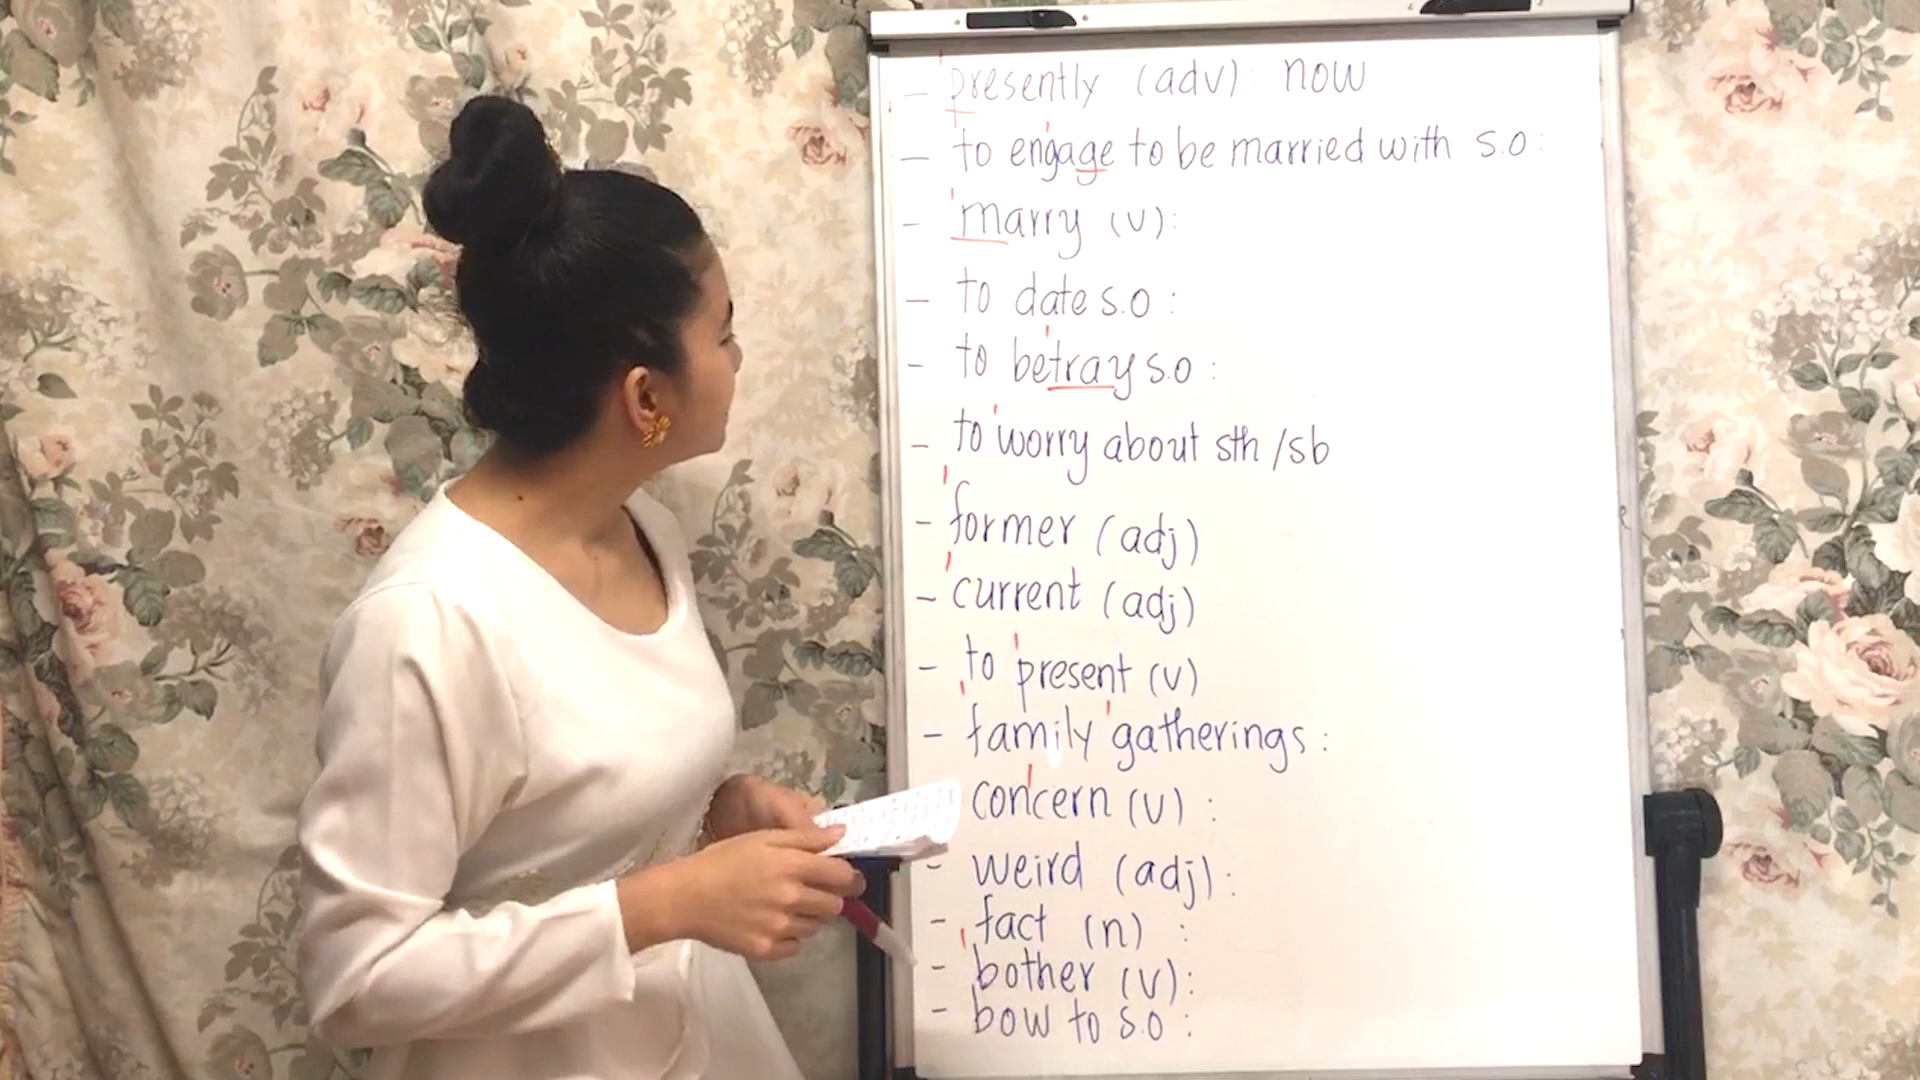 - presently (adv): now
- to engage to be married with s.o:
- marry (v):
- to date s.o:
- to betray s.o:
- to worry about sth/sb
- former (adj)
- current (adj)
- to present (v)
- family gatherings:
concern (v):
- weird (adj):
- fact (n):
- bother (v):
- bow to s.o: